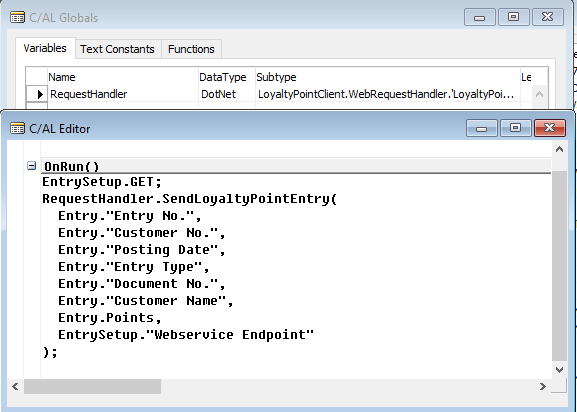 C/AL Globals
Variables Text Constants Functions
Name DataType Subtype Le
RequestHandler DotNet LoyaltyPointClient.WebRequestHandler.'LoyaltyPoi...
C/AL Editor
OnRun()
EntrySetup.GET;
RequestHandler.SendLoyaltyPointEntry(
Entry."Entry No.",
Entry."Customer No.",
Entry."Posting Date",
Entry."Entry Type",
Entry."Document No.",
Entry."Customer Name",
Entry.Points,
EntrySetup."Webservice Endpoint"
);